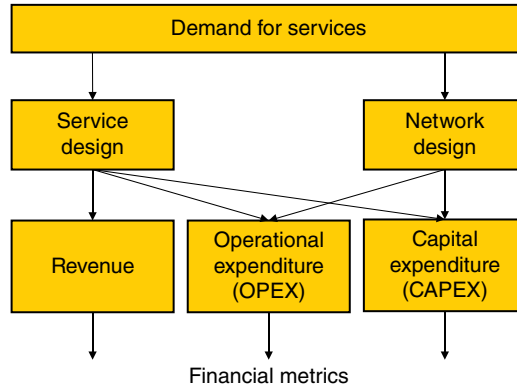 Demand for services
Service
design
Network
design
Revenue
Operational
expenditure
(OPEX)
Capital
expenditure
(CAPEX)
Financial metrics